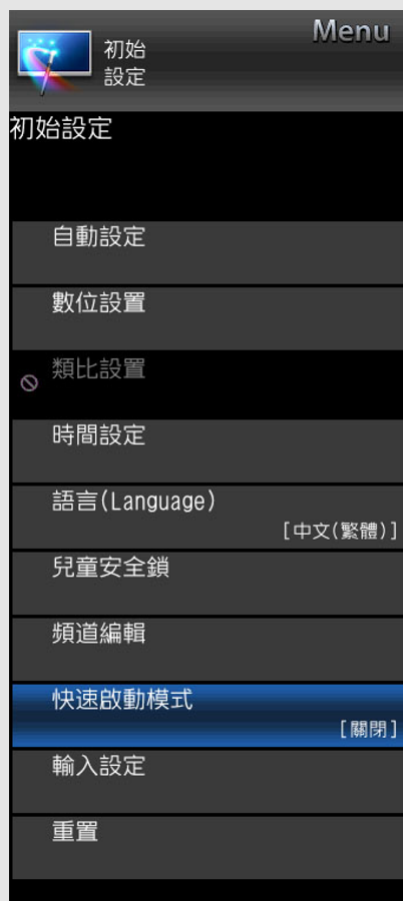 Menu
初始
設定
初始設定
自動設定
數位設置
類比設置
時間設定
語言(Language)
[中文(繁體)]
兒童安全鎖
頻道編輯
快速啟動模式
[關閉]
輸入設定
重置